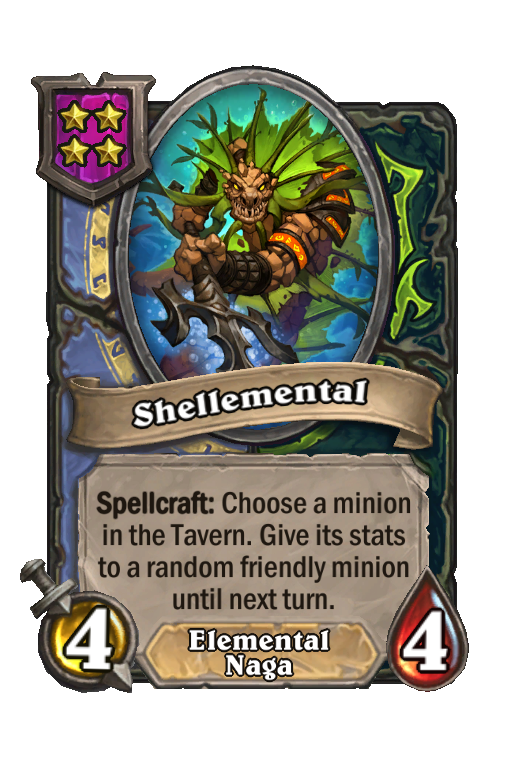 Shellemental
Spellcraft: Choose a minion
in the Tavern. Give its stats
to a random friendly minion
until next turn.
4
Elemental
Naga
4